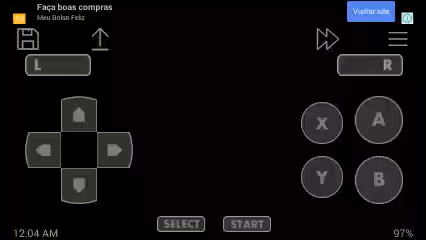 Faça boas compras
Meu Bolso Feliz
Visitar site
L
R
X
A
Y
B
SELECT
START
12:04 AM
97%